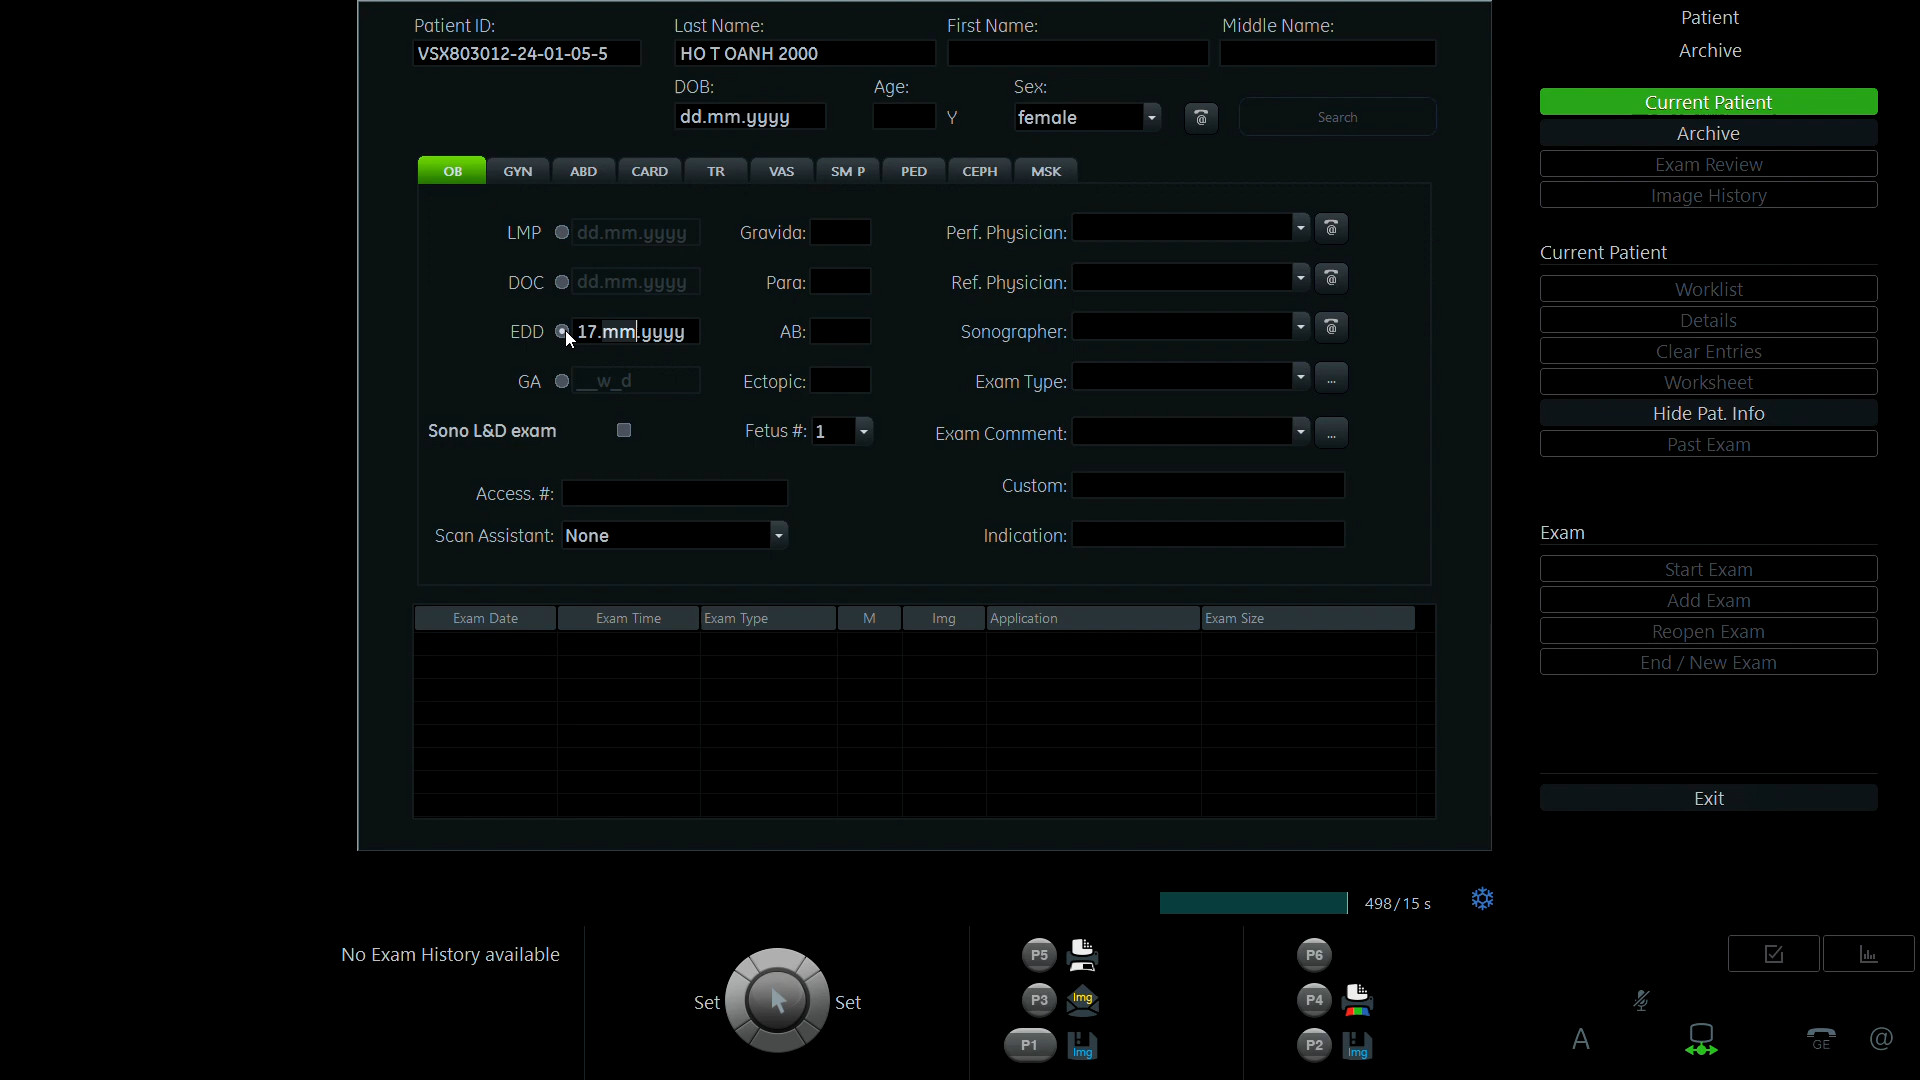 Patient ID: Last Name: First Name: Middle Name:
VSX803012-24-01-05-5 HO T OANH 2000
DOB: Age: Sex:
dd.mm.yyyy Y female @ Search
OB GYN ABD CARD TR VAS SM P PED CEPH MSK
LMP dd.mm.yyyy Gravida: Perf. Physician: @
DOC dd.mm.yyyy Para: Ref. Physician: @
EDD 17.mm.yyyy AB: Sonographer: @
GA __w_d Ectopic: Exam Type: ...
Sono L&D exam Fetus #: 1 Exam Comment: ...
Access. #: Custom:
Scan Assistant: None Indication:
Exam Date Exam Time Exam Type M Img Application Exam Size
498/15 s
No Exam History available
Set Set
P5 P6
P3 Img P4
P1 Img P2 Img
Patient
Archive
Current Patient
Archive
Exam Review
Image History
Current Patient
Worklist
Details
Clear Entries
Worksheet
Hide Pat. Info
Past Exam
Exam
Start Exam
Add Exam
Reopen Exam
End / New Exam
Exit
A GE @